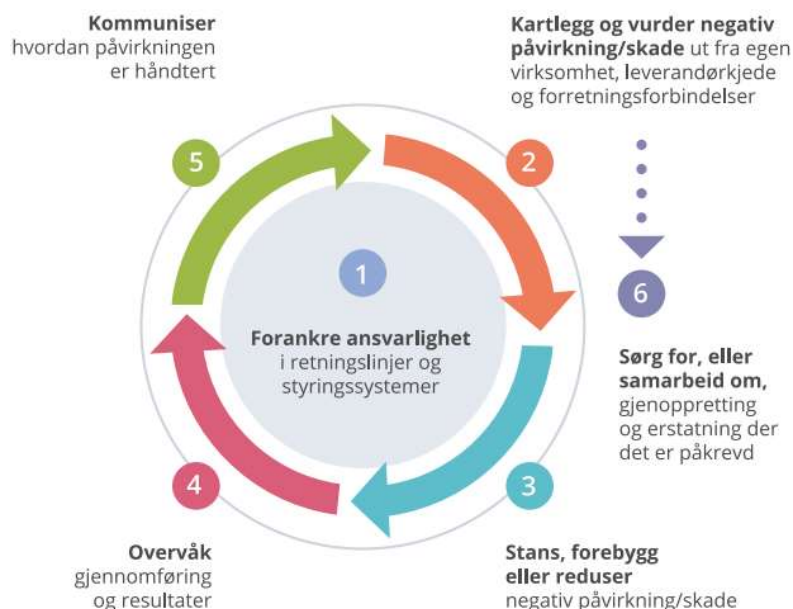 Kommuniser
hvordan påvirkningen
er håndtert
Kartlegg og vurder negativ
påvirkning/skade ut fra egen
virksomhet, leverandørkjede
og forretningsforbindelser
5
2
1
Forankre ansvarlighet
i retningslinjer og
styringssystemer
6
Sørg for, eller
samarbeid om,
gjenoppretting
og erstatning der
det er påkrevd
4
3
Overvåk
gjennomføring
og resultater
Stans, forebygg
eller reduser
negativ påvirkning/skade